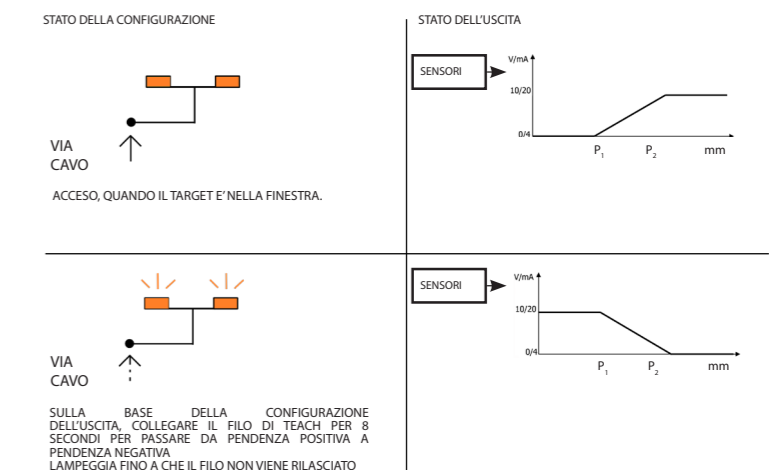 STATO DELLA CONFIGURAZIONE
STATO DELL'USCITA
VIA
CAVO
ACCESO, QUANDO IL TARGET E' NELLA FINESTRA.
SENSORI
V/mA
10/20
0/4
P1 P2 mm
VIA
CAVO
SULLA BASE DELLA CONFIGURAZIONE
DELL'USCITA, COLLEGARE IL FILO DI TEACH PER 8
SECONDI PER PASSARE DA PENDENZA POSITIVA A
PENDENZA NEGATIVA
LAMPEGGIA FINO A CHE IL FILO NON VIENE RILASCIATO
SENSORI
V/mA
10/20
0/4
P1 P2 mm